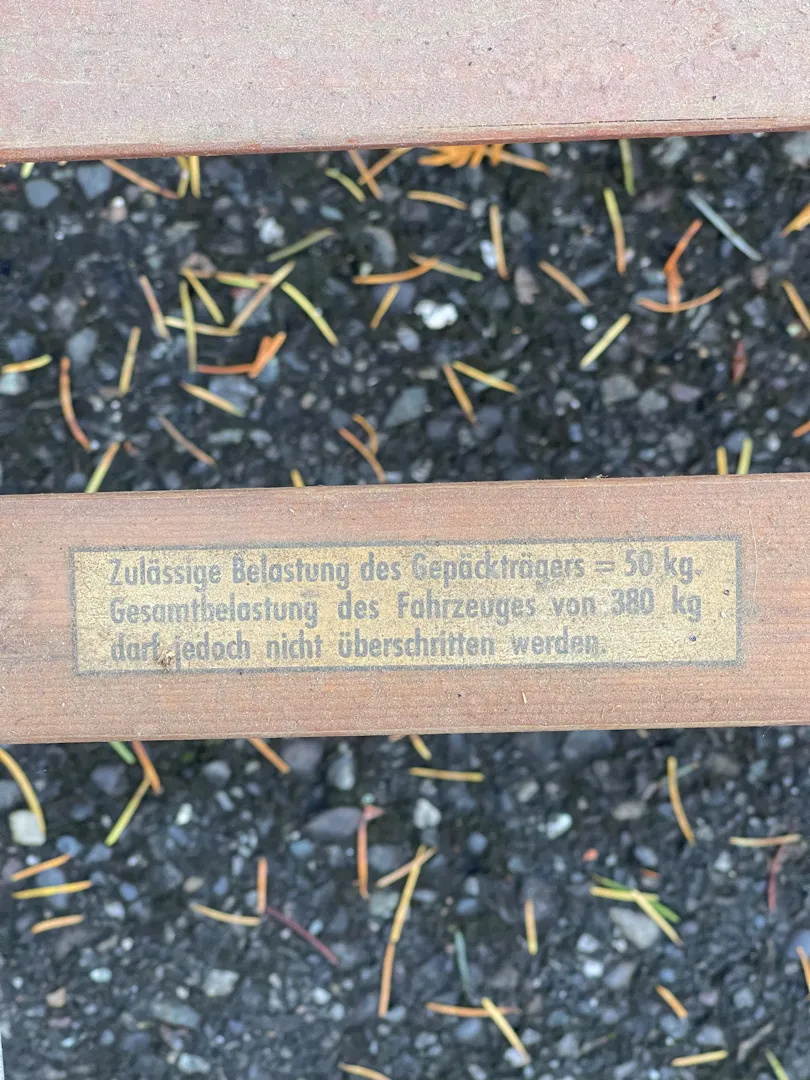 Zulässige Belastung des Gepäckträgers = 50 kg.
Gesamtbelastung des Fahrzeuges von 380 kg
darf jedoch nicht überschritten werden.